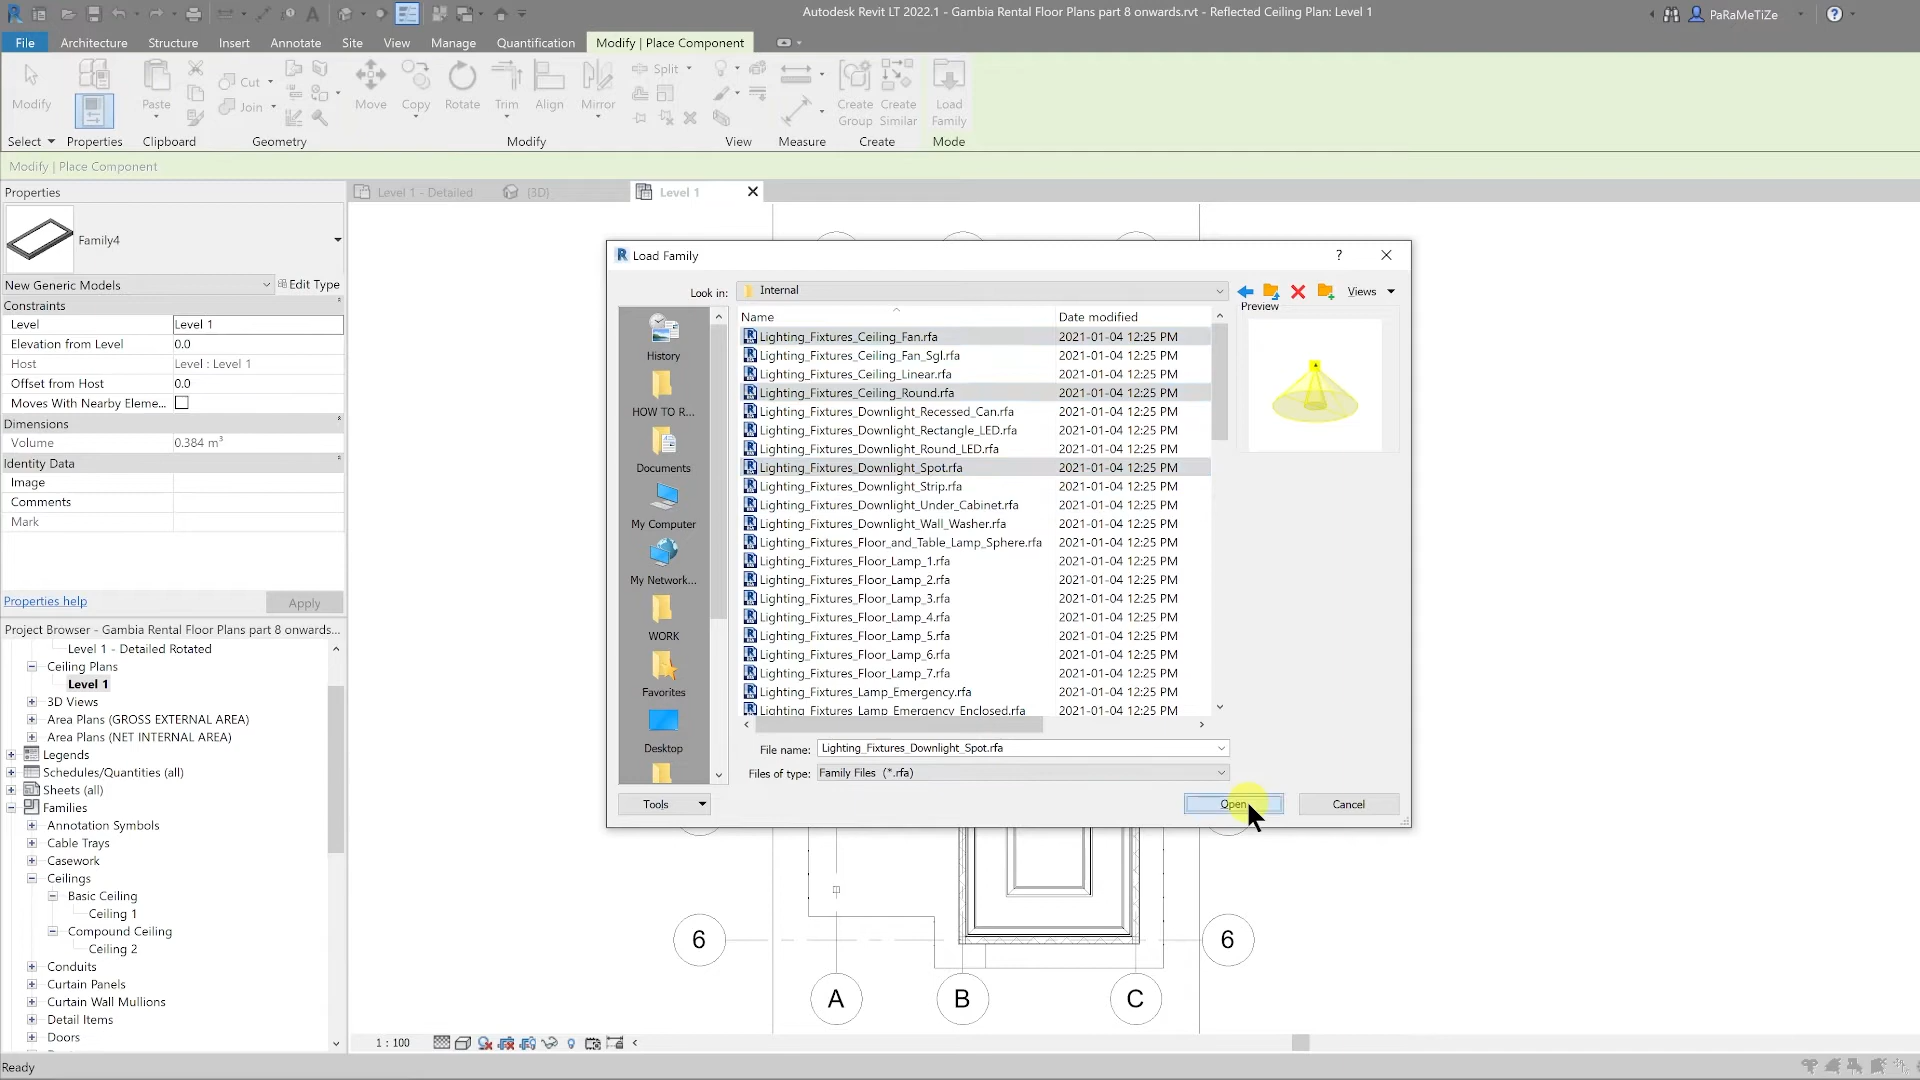 Autodesk Revit LT 2022.1 - Gambia Rental Floor Plans part 8 onwards.rvt - Reflected Ceiling Plan: Level 1
PaRaMeTiZe
File Architecture Structure Insert Annotate Site View Manage Quantification Modify | Place Component
Modify
Paste
Cut
Join
Move
Copy
Rotate
Trim
Align
Mirror
Split
Create Group
Create Similar
Load Family
Select Properties Clipboard Geometry Modify View Measure Create Mode
Modify | Place Component
Properties
Family4
New Generic Models Edit Type
Constraints
Level Level 1
Elevation from Level 0.0
Host Level : Level 1
Offset from Host 0.0
Moves With Nearby Eleme...
Dimensions
Volume 0.384 m³
Identity Data
Image
Comments
Mark
Properties help Apply
Project Browser - Gambia Rental Floor Plans part 8 onwards...
Level 1 - Detailed Rotated
Ceiling Plans
Level 1
3D Views
Area Plans (GROSS EXTERNAL AREA)
Area Plans (NET INTERNAL AREA)
Legends
Schedules/Quantities (all)
Sheets (all)
Families
Annotation Symbols
Cable Trays
Casework
Ceilings
Basic Ceiling
Ceiling 1
Compound Ceiling
Ceiling 2
Conduits
Curtain Panels
Curtain Wall Mullions
Detail Items
Doors
Level 1 - Detailed {3D} Level 1
Load Family
Look in: Internal Views
History
HOW TO R...
Documents
My Computer
My Network...
WORK
Favorites
Desktop
Name Date modified
Lighting_Fixtures_Ceiling_Fan.rfa 2021-01-04 12:25 PM
Lighting_Fixtures_Ceiling_Fan_Sgl.rfa 2021-01-04 12:25 PM
Lighting_Fixtures_Ceiling_Linear.rfa 2021-01-04 12:25 PM
Lighting_Fixtures_Ceiling_Round.rfa 2021-01-04 12:25 PM
Lighting_Fixtures_Downlight_Recessed_Can.rfa 2021-01-04 12:25 PM
Lighting_Fixtures_Downlight_Rectangle_LED.rfa 2021-01-04 12:25 PM
Lighting_Fixtures_Downlight_Round_LED.rfa 2021-01-04 12:25 PM
Lighting_Fixtures_Downlight_Spot.rfa 2021-01-04 12:25 PM
Lighting_Fixtures_Downlight_Strip.rfa 2021-01-04 12:25 PM
Lighting_Fixtures_Downlight_Under_Cabinet.rfa 2021-01-04 12:25 PM
Lighting_Fixtures_Downlight_Wall_Washer.rfa 2021-01-04 12:25 PM
Lighting_Fixtures_Floor_and_Table_Lamp_Sphere.rfa 2021-01-04 12:25 PM
Lighting_Fixtures_Floor_Lamp_1.rfa 2021-01-04 12:25 PM
Lighting_Fixtures_Floor_Lamp_2.rfa 2021-01-04 12:25 PM
Lighting_Fixtures_Floor_Lamp_3.rfa 2021-01-04 12:25 PM
Lighting_Fixtures_Floor_Lamp_4.rfa 2021-01-04 12:25 PM
Lighting_Fixtures_Floor_Lamp_5.rfa 2021-01-04 12:25 PM
Lighting_Fixtures_Floor_Lamp_6.rfa 2021-01-04 12:25 PM
Lighting_Fixtures_Floor_Lamp_7.rfa 2021-01-04 12:25 PM
Lighting_Fixtures_Lamp_Emergency.rfa 2021-01-04 12:25 PM
Lighting_Fixtures_Lamp_Emergency_Enclosed.rfa 2021-01-04 12:25 PM
Preview
File name: Lighting_Fixtures_Downlight_Spot.rfa
Files of type: Family Files (*.rfa)
Tools Open Cancel
6 6
A B C
1 : 100
Ready